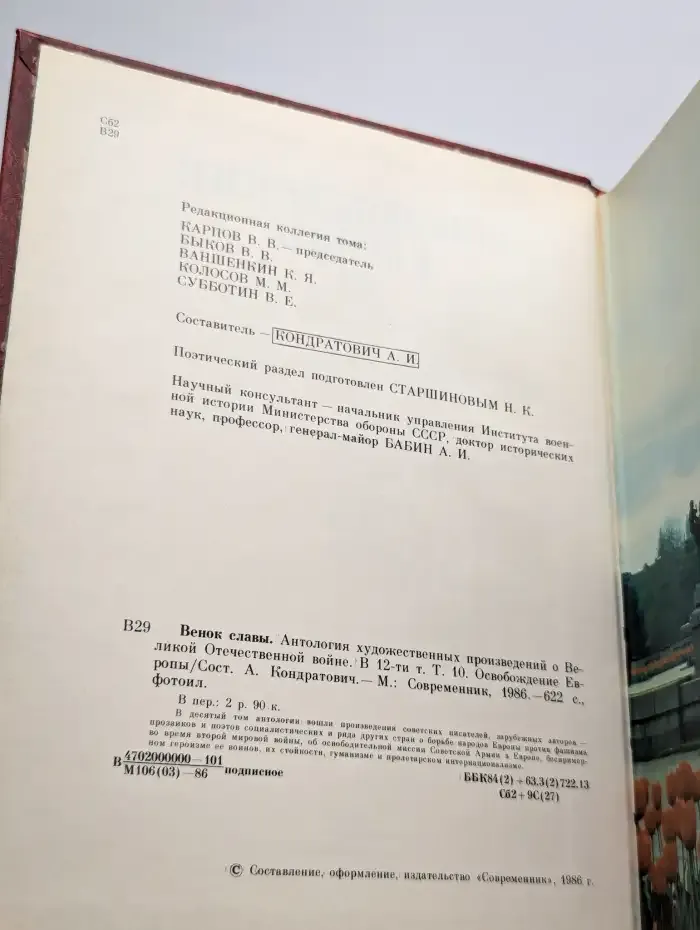 Сб2
В29
Редакционная коллегия тома:
КАРПОВ В. В. — председатель
БЫКОВ В. В.
ВАНШЕНКИН К. Я.
КОЛОСОВ М. М.
СУББОТИН В. Е.
Составитель — КОНДРАТОВИЧ А. И.
Поэтический раздел подготовлен СТАРШИНОВЫМ Н. К.
Научный консультант — начальник управления Института воен-
ной истории Министерства обороны СССР, доктор исторических
наук, профессор, генерал-майор БАБИН А. И.
В29 Венок славы. Антология художественных произведений о Ве-
ликой Отечественной войне. В 12-ти т. Т. 10. Освобождение Ев-
ропы/Сост. А. Кондратович.— М.: Современник, 1986.—622 с.,
фотоил.
В пер.: 2 р. 90 к.
В десятый том антологии вошли произведения советских писателей, зарубежных авторов —
прозаиков и поэтов социалистических и ряда других стран о борьбе народов Европы против фашизма
во время второй мировой войны, об освободительной миссии Советской Армии в Европе, беспример-
ном героизме ее воинов, их стойкости, гуманизме и пролетарском интернационализме.
В 4702000000—101
М106(03)—86 подписное
ББК84(2)+63.3(2)722.13
Сб2+9С(27)
© Составление, оформление, издательство «Современник», 1986 г.